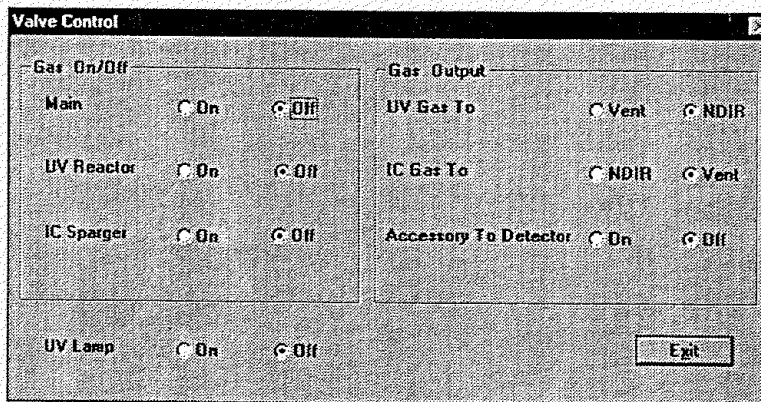 Valve Control
Gas On/Off
Main On Off
UV Reactor On Off
IC Sparger On Off
UV Lamp On Off
Gas Output
UV Gas To Vent NDIR
IC Gas To NDIR Vent
Accessory To Detector On Off
Exit